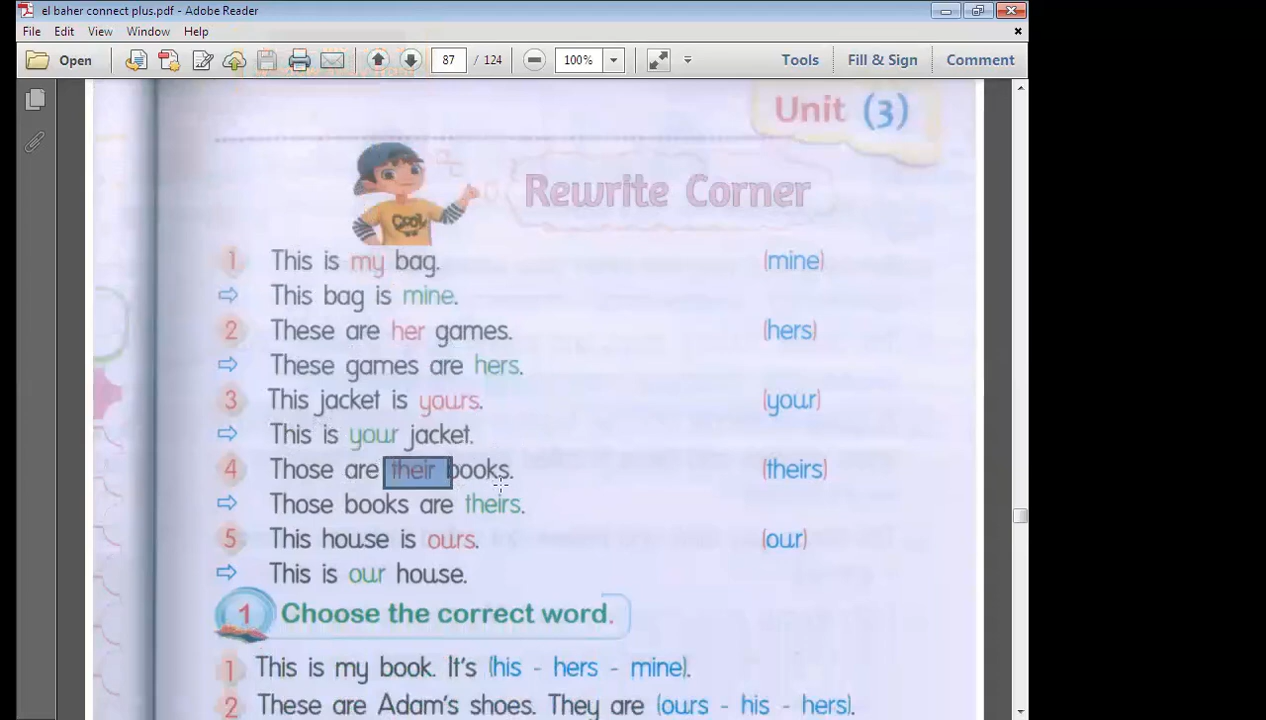 el baher connect plus.pdf - Adobe Reader
File Edit View Window Help
Open 87 / 124 100% Tools Fill & Sign Comment
Unit (3)
COOL
Rewrite Corner
1 This is my bag. (mine)
⇨ This bag is mine.
2 These are her games. (hers)
⇨ These games are hers.
3 This jacket is yours. (your)
⇨ This is your jacket.
4 Those are their books. (theirs)
⇨ Those books are theirs.
5 This house is ours. (our)
⇨ This is our house.
1 Choose the correct word.
1 This is my book. It's (his - hers - mine).
2 These are Adam's shoes. They are (ours - his - hers).